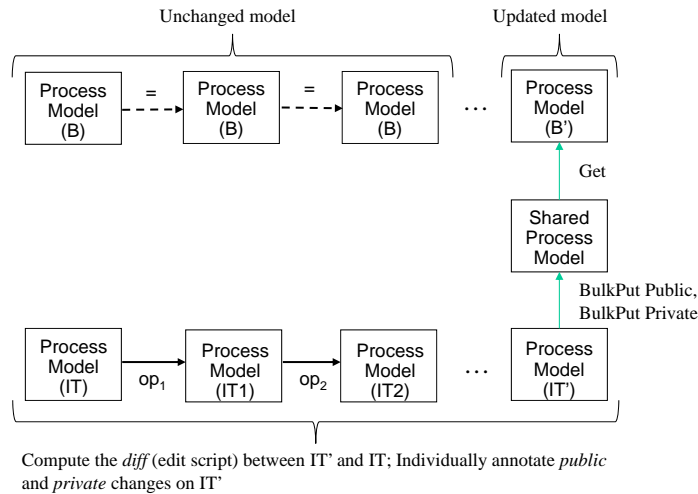 Unchanged model
Updated model
Process
Model
(B)
=
Process
Model
(B)
=
Process
Model
(B)
...
Process
Model
(B’)
Get
Shared
Process
Model
BulkPut Public,
BulkPut Private
Process
Model
(IT)
op1
Process
Model
(IT1)
op2
Process
Model
(IT2)
...
Process
Model
(IT’)
Compute the diff (edit script) between IT’ and IT; Individually annotate public
and private changes on IT’